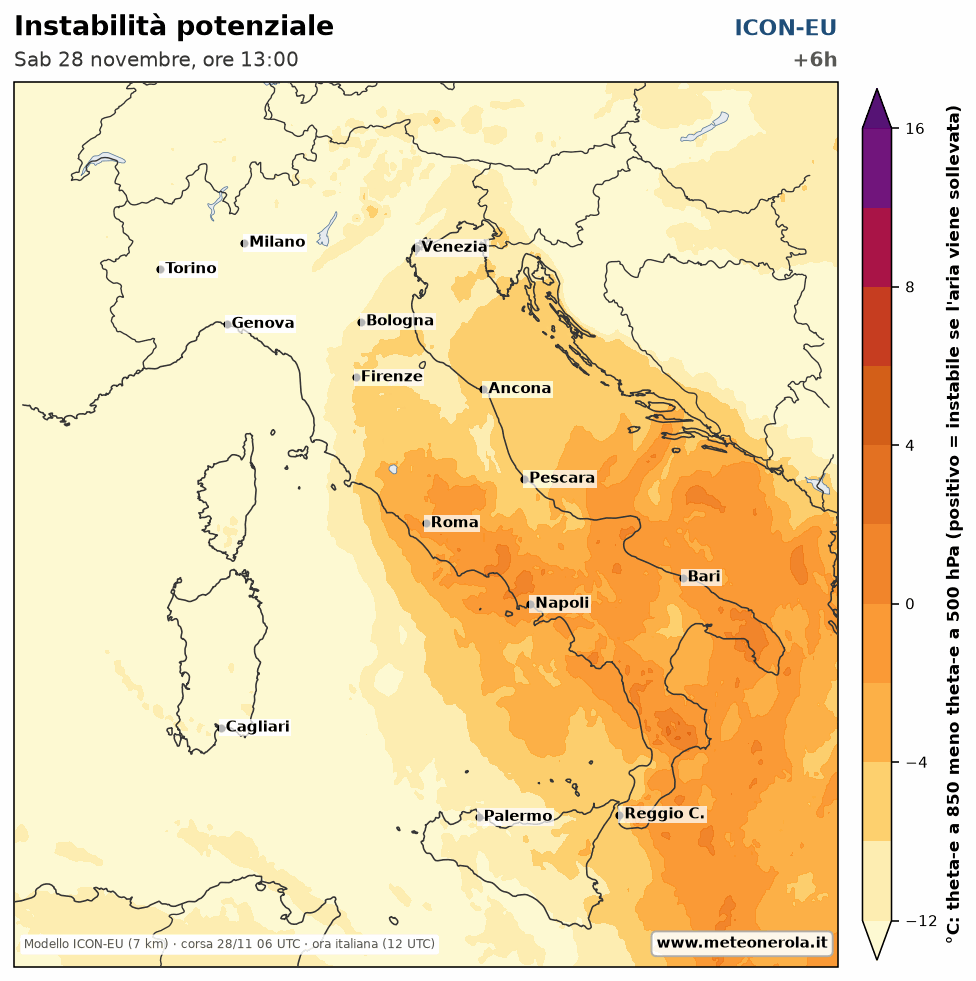 Instabilità potenziale
ICON-EU
Sab 28 novembre, ore 13:00
+6h
Milano
Venezia
Torino
Genova
Bologna
Firenze
Ancona
Pescara
Roma
Bari
Napoli
Cagliari
Palermo
Reggio C.
16
8
4
0
−4
−12
°C: theta-e a 850 meno theta-e a 500 hPa (positivo = instabile se l'aria viene sollevata)
Modello ICON-EU (7 km) · corsa 28/11 06 UTC · ora italiana (12 UTC)
www.meteonerola.it